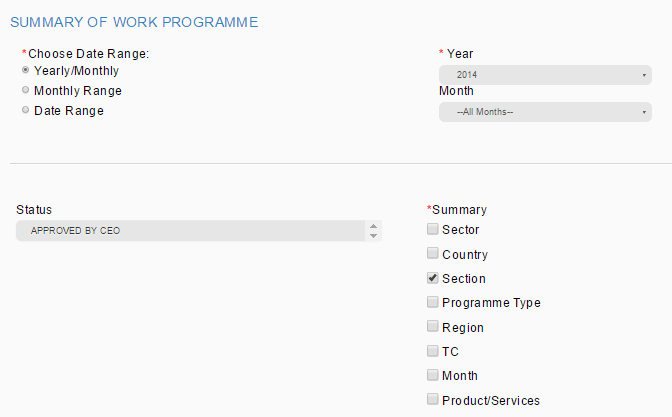 SUMMARY OF WORK PROGRAMME
*Choose Date Range:
Yearly/Monthly
Monthly Range
Date Range
* Year
2014
Month
--All Months--
Status
APPROVED BY CEO
*Summary
Sector
Country
Section
Programme Type
Region
TC
Month
Product/Services